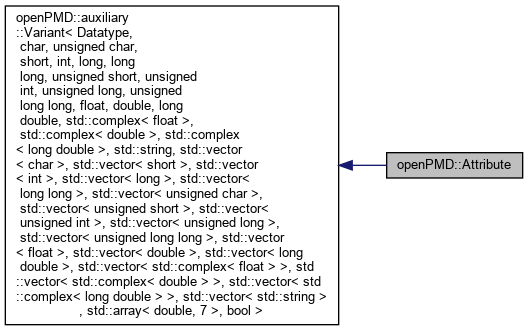 openPMD::auxiliary
::Variant< Datatype,
char, unsigned char,
short, int, long, long
long, unsigned short, unsigned
int, unsigned long, unsigned
long long, float, double, long
double, std::complex< float >,
std::complex< double >, std::complex
< long double >, std::string, std::vector
< char >, std::vector< short >, std::vector
< int >, std::vector< long >, std::vector<
long long >, std::vector< unsigned char >,
std::vector< unsigned short >, std::vector<
unsigned int >, std::vector< unsigned long >,
std::vector< unsigned long long >, std::vector
< float >, std::vector< double >, std::vector< long
double >, std::vector< std::complex< float > >, std
::vector< std::complex< double > >, std::vector< std
::complex< long double > >, std::vector< std::string >
, std::array< double, 7 >, bool >
openPMD::Attribute